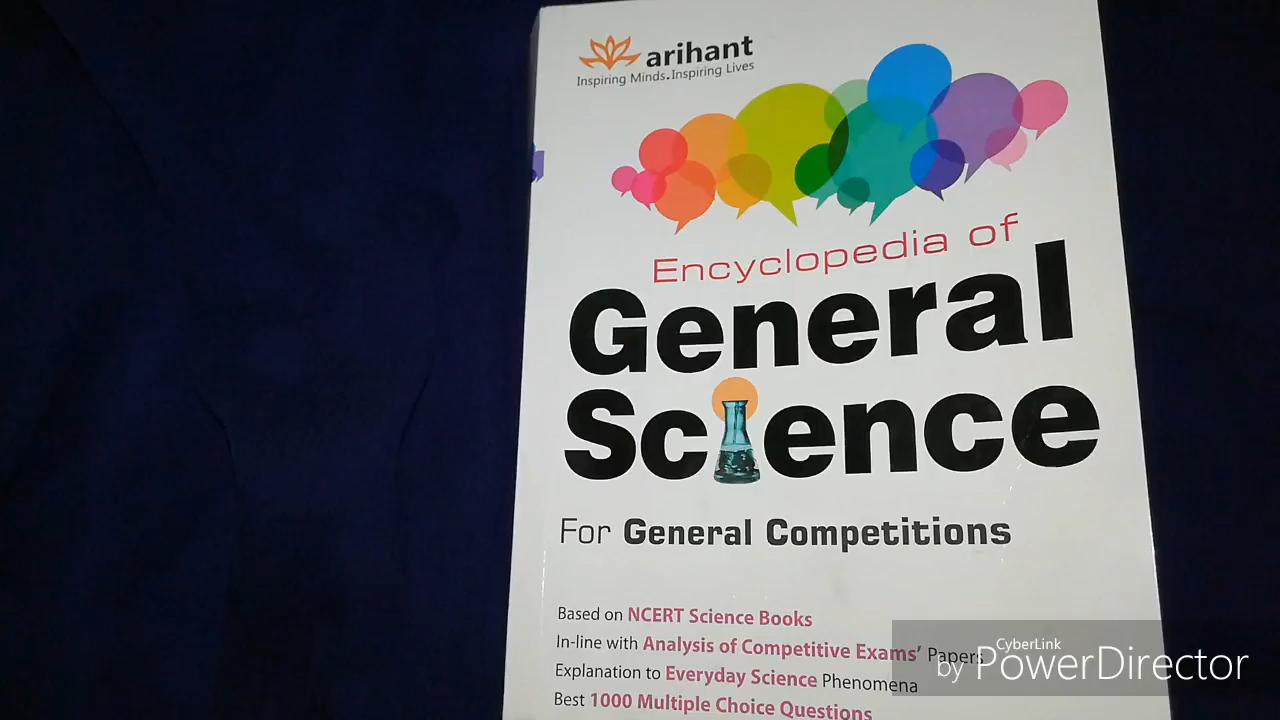 arihant
Inspiring Minds. Inspiring Lives
Encyclopedia of
General
Science
For General Competitions
Based on NCERT Science Books
In-line with Analysis of Competitive Exams' Papers
Explanation to Everyday Science Phenomena
Best 1000 Multiple Choice Questions
CyberLink
by PowerDirector